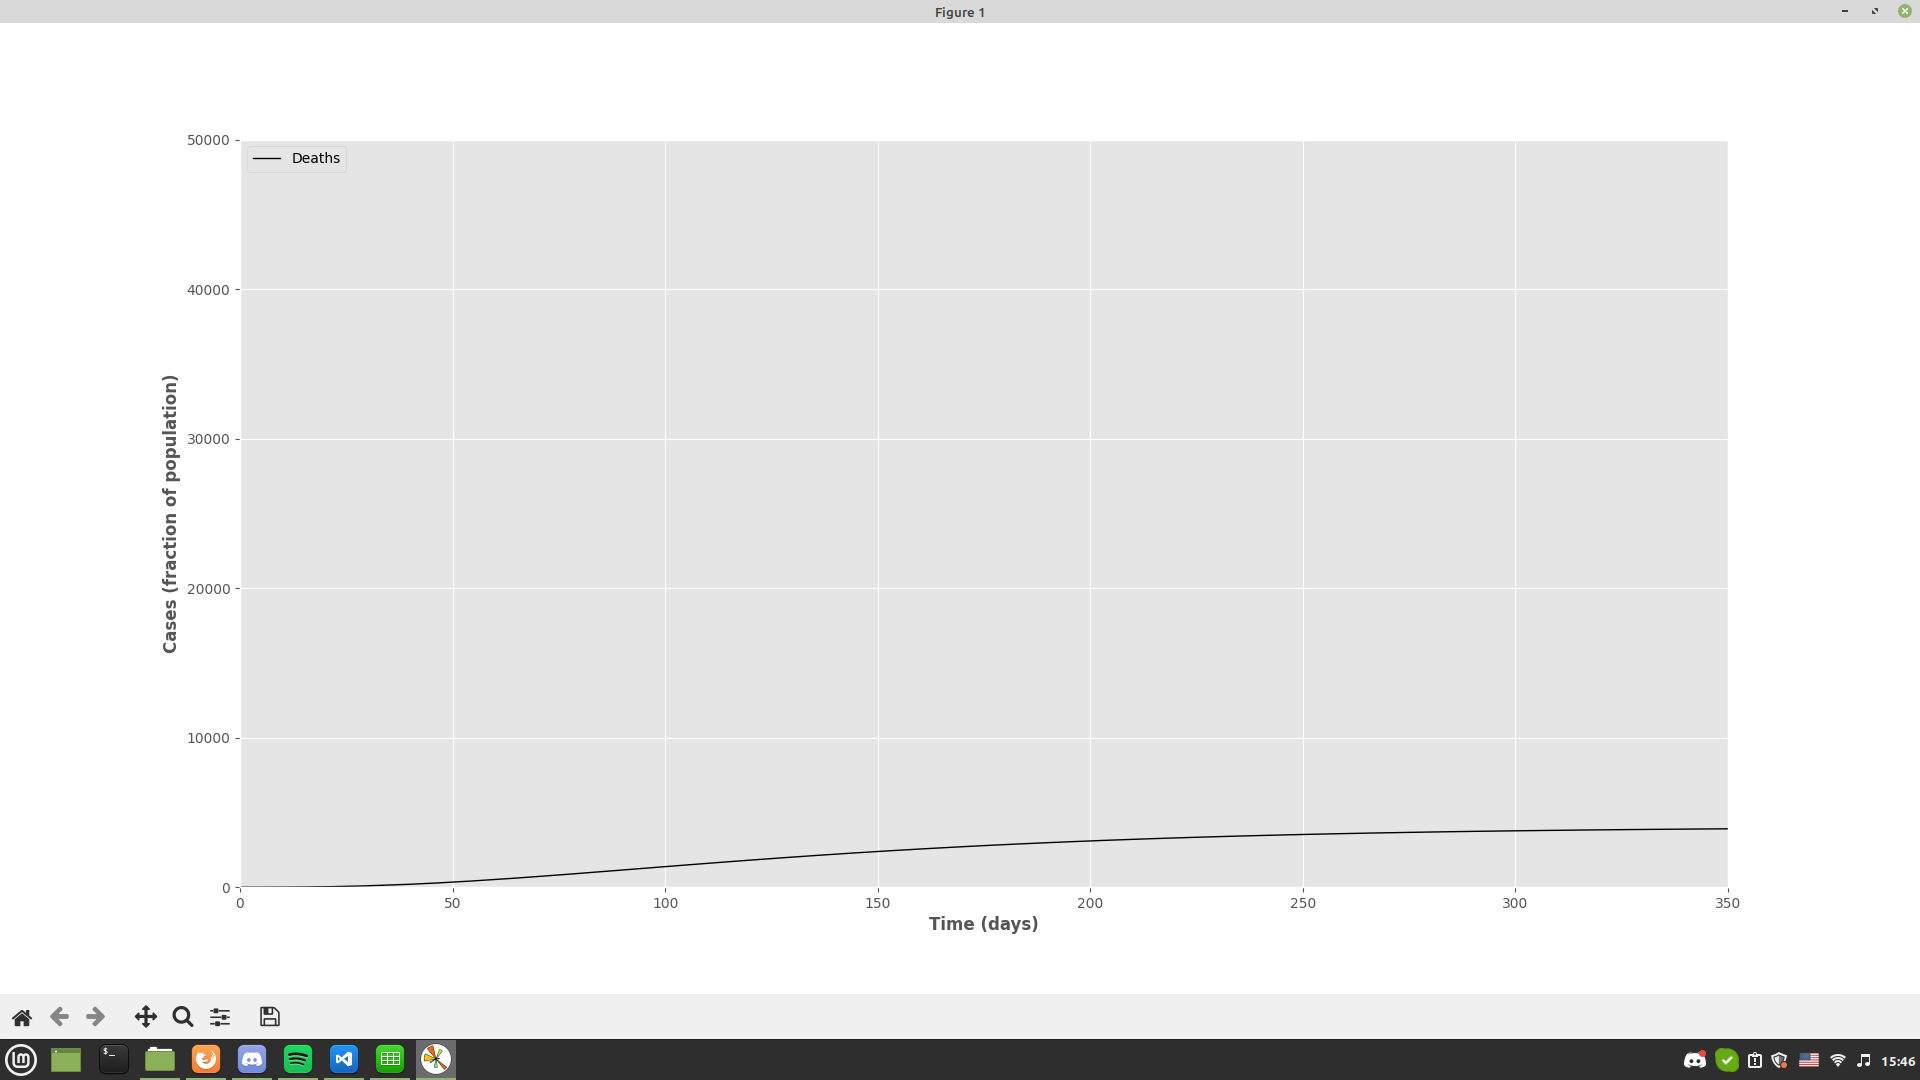 Figure 1
50000
Deaths
40000
30000
20000
10000
0
Cases (fraction of population)
0 50 100 150 200 250 300 350
Time (days)
$_
lm
15:46